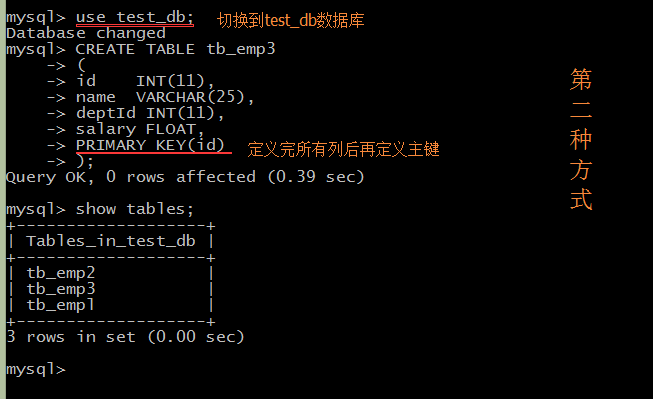 mysql> use test_db; 切换到test_db数据库
Database changed
mysql> CREATE TABLE tb_emp3
    -> (
    -> id    INT(11),
    -> name  VARCHAR(25),
    -> deptId INT(11),
    -> salary FLOAT,
    -> PRIMARY KEY(id) 定义完所有列后再定义主键
    -> );
Query OK, 0 rows affected (0.39 sec)
第二种方式
mysql> show tables;
+-------------------+
| Tables_in_test_db |
+-------------------+
| tb_emp2           |
| tb_emp3           |
| tb_empl           |
+-------------------+
3 rows in set (0.00 sec)
mysql>